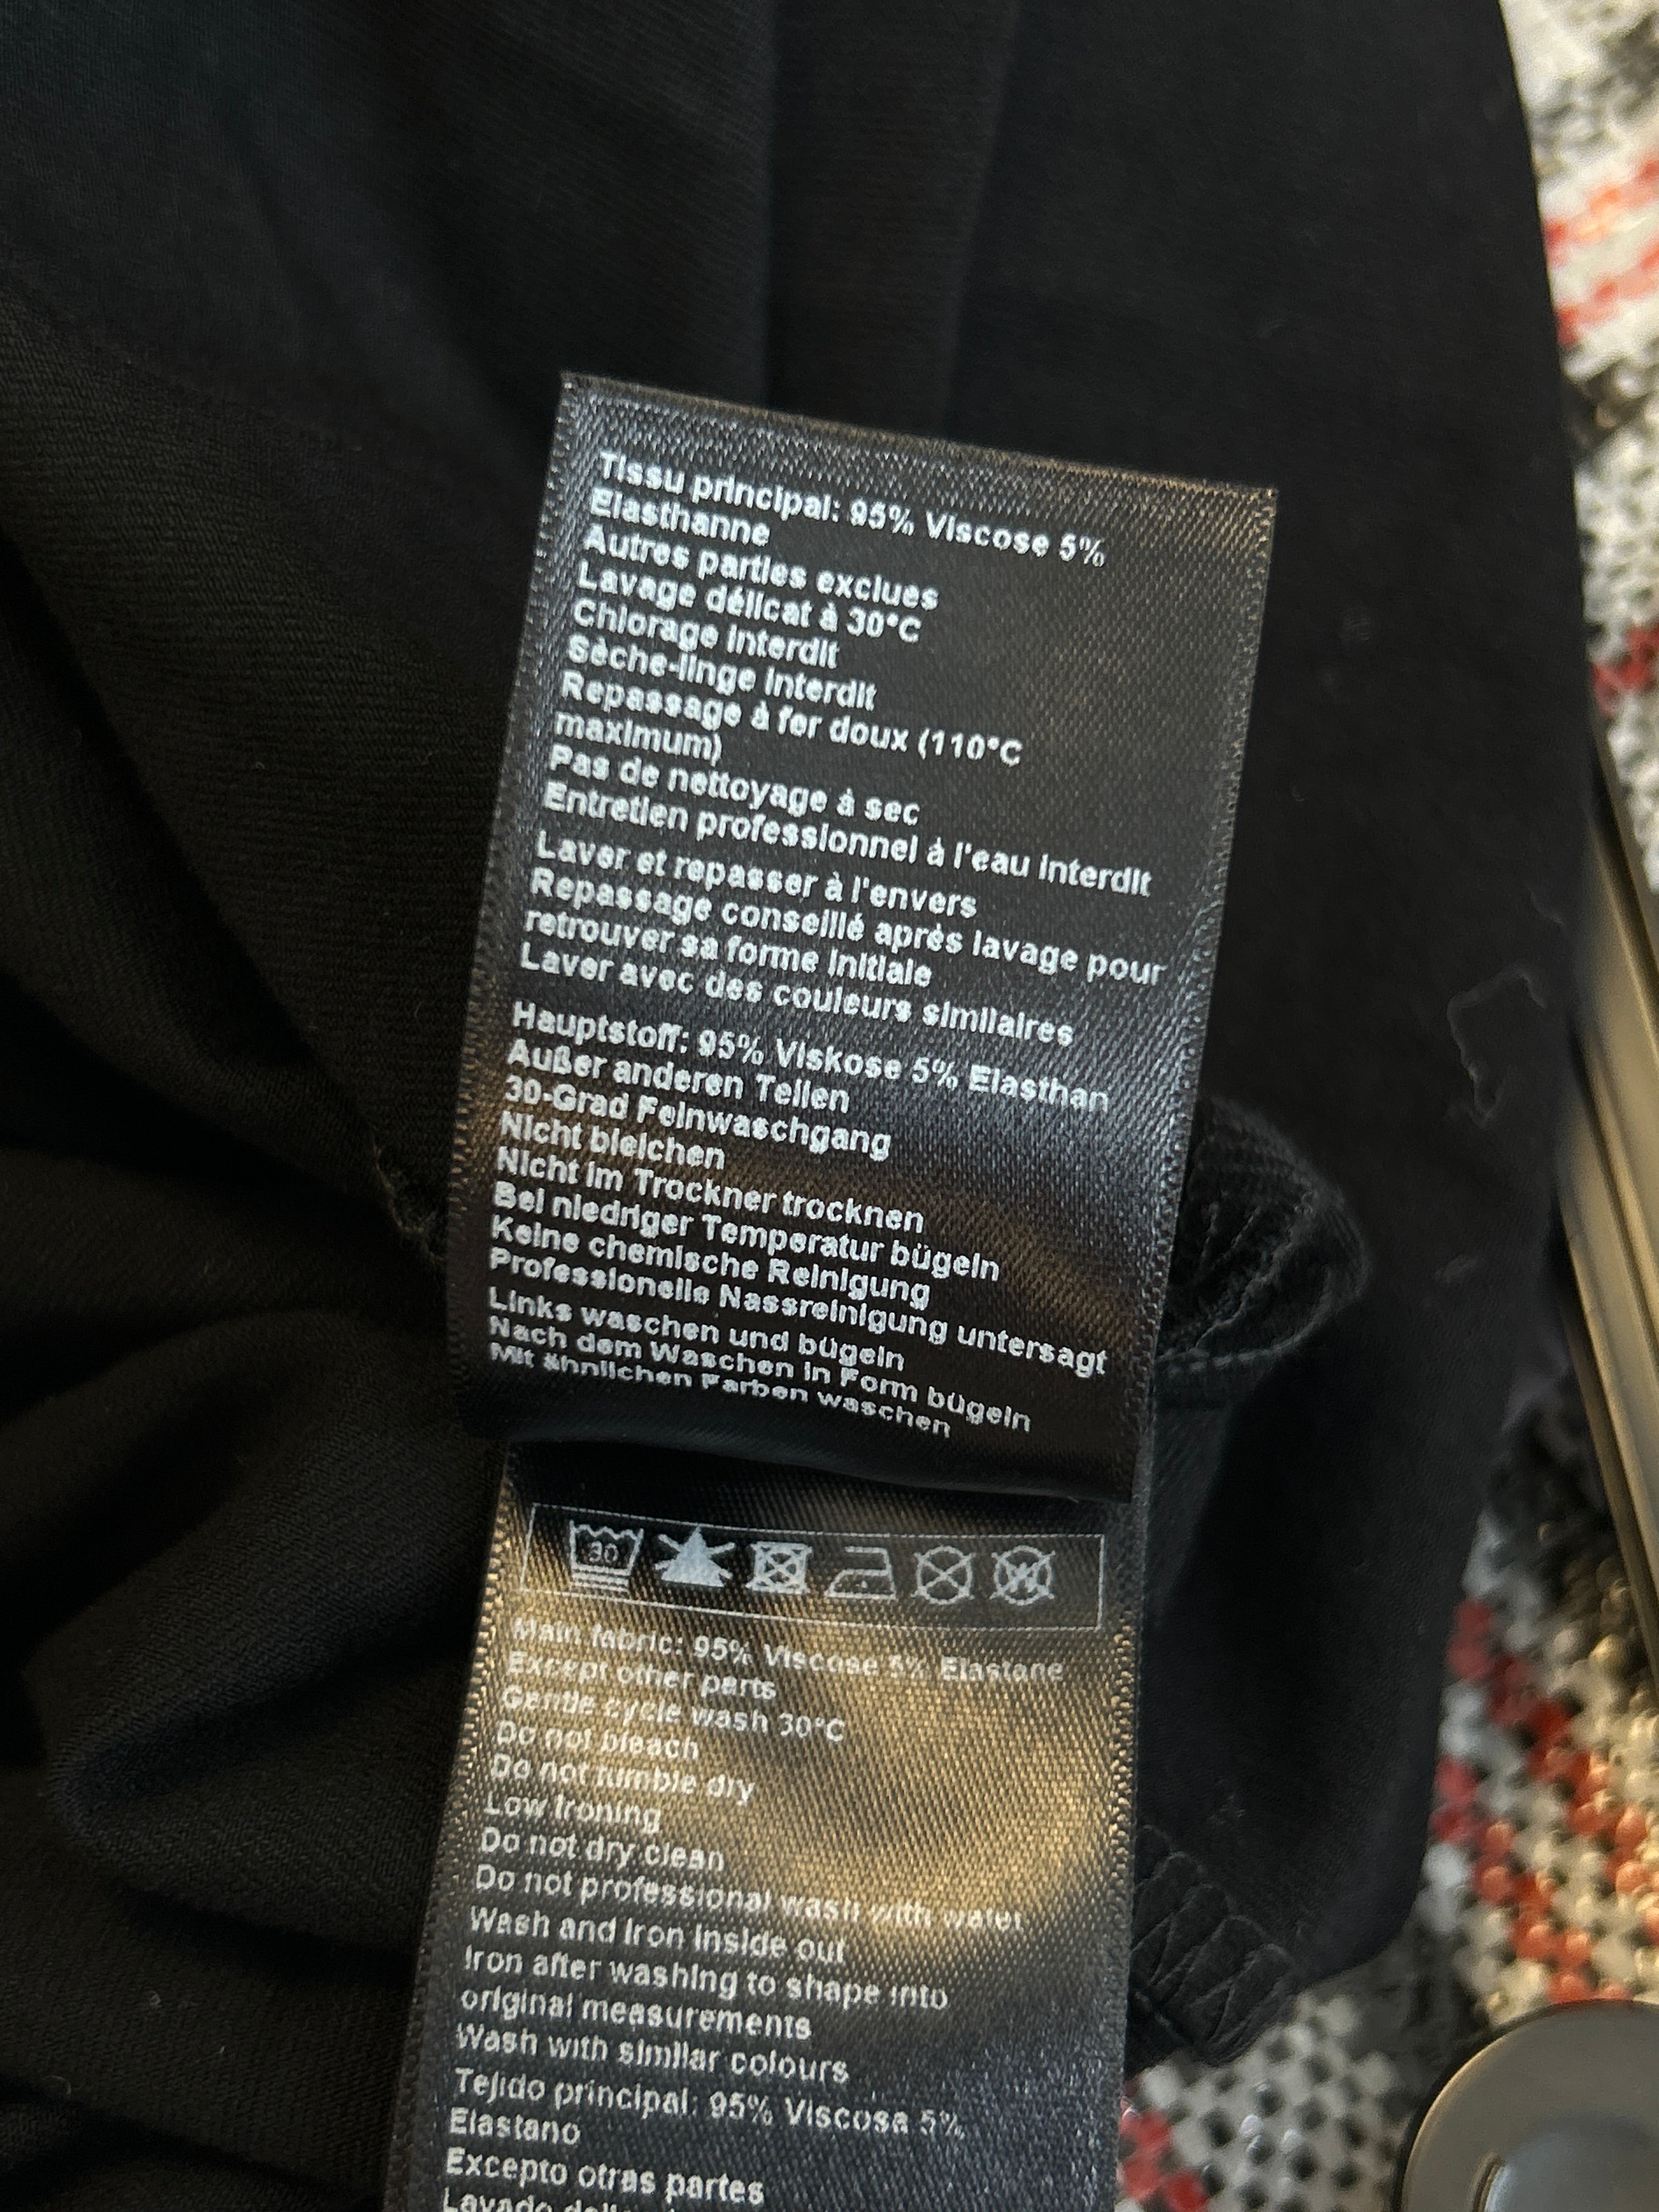 Tissu principal: 95% Viscose 5%
Elasthanne
Autres parties exclues
Lavage délicat à 30°C
Chlorage interdit
Sèche-linge interdit
Repassage à fer doux (110°C
maximum)
Pas de nettoyage à sec
Entretien professionnel à l'eau interdit
Laver et repasser à l'envers
Repassage conseillé après lavage pour
retrouver sa forme initiale
Laver avec des couleurs similaires
Hauptstoff: 95% Viskose 5% Elasthan
Außer anderen Teilen
30-Grad Feinwaschgang
Nicht bleichen
Nicht im Trockner trocknen
Bei niedriger Temperatur bügeln
Keine chemische Reinigung
Professionelle Nassreinigung untersagt
Links waschen und bügeln
Nach dem Waschen in Form bügeln
Mit ähnlichen Farben waschen
30 W
Main fabric: 95% Viscose 5% Elastane
Except other parts
Gentle cycle wash 30°C
Do not bleach
Do not tumble dry
Low ironing
Do not dry clean
Do not professional wash with water
Wash and iron inside out
Iron after washing to shape into
original measurements
Wash with similar colours
Tejido principal: 95% Viscosa 5%
Elastano
Excepto otras partes
Lavado